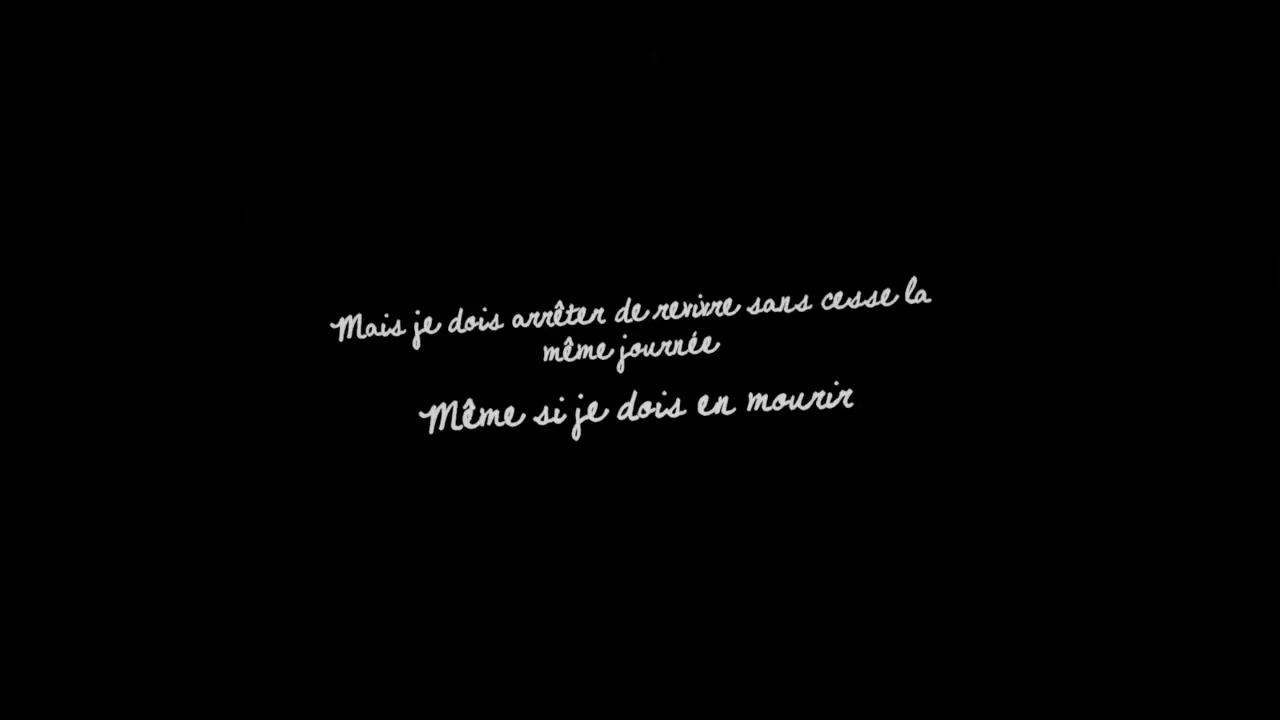 Mais je dois arrêter de revivre sans cesse la
même journée
Même si je dois en mourir